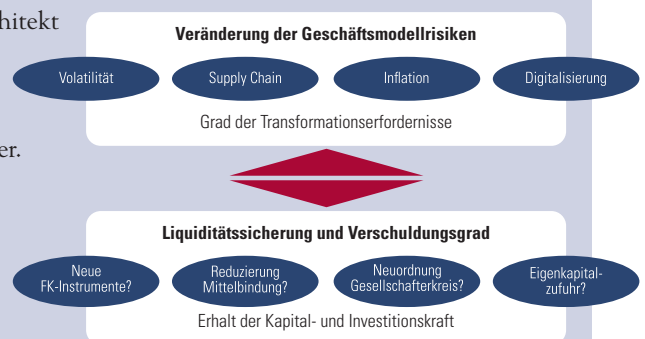 hitekt
er.
Veränderung der Geschäftsmodellrisiken
Volatilität
Supply Chain
Inflation
Digitalisierung
Grad der Transformationserfordernisse
Liquiditätssicherung und Verschuldungsgrad
Neue
FK-Instrumente?
Reduzierung
Mittelbindung?
Neuordnung
Gesellschafterkreis?
Eigenkapital-
zufuhr?
Erhalt der Kapital- und Investitionskraft